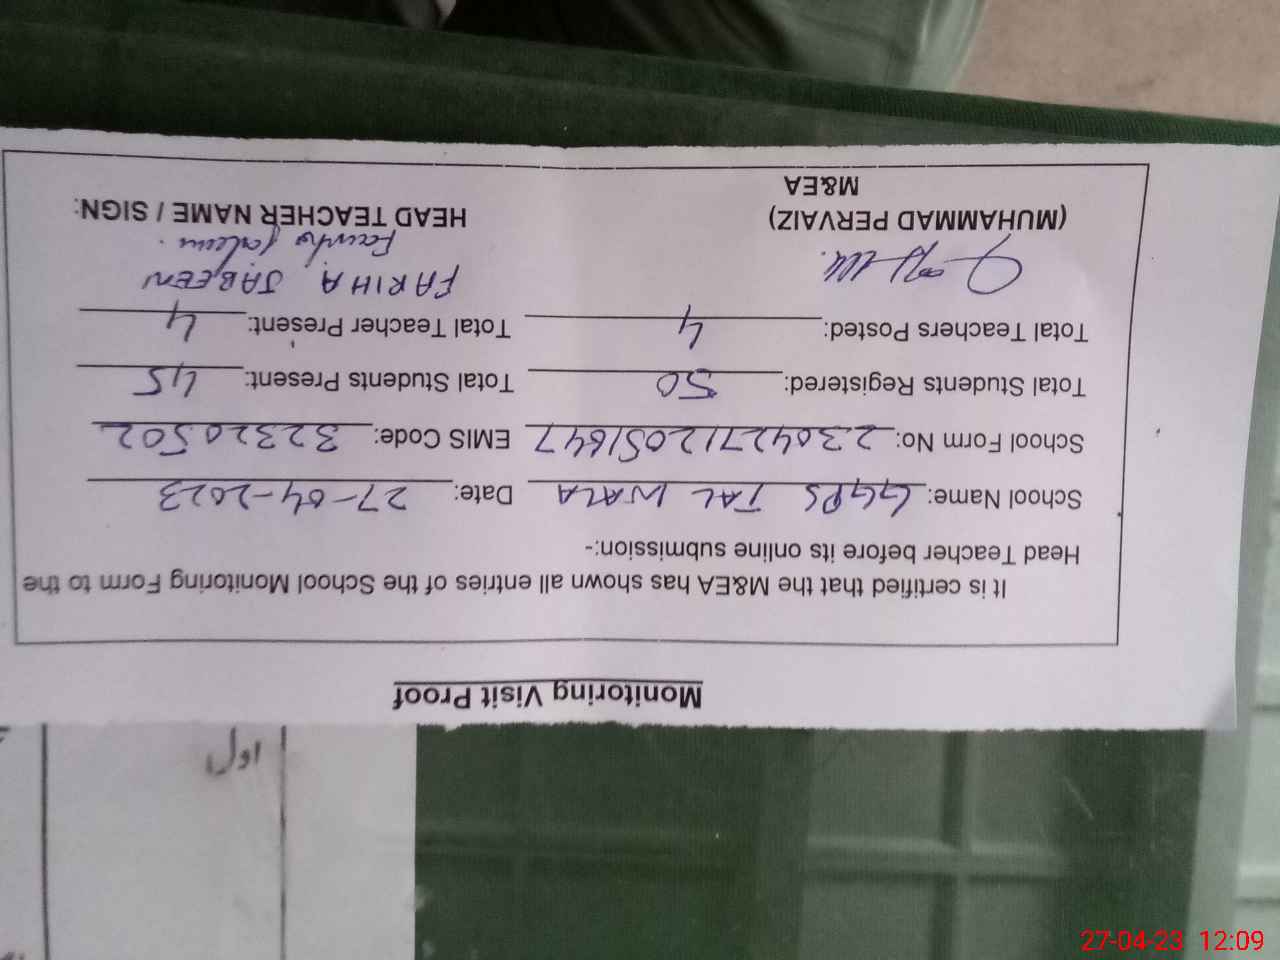 Monitoring Visit Proof
It is certified that the M&EA has shown all entries of the School Monitoring Form to the
Head Teacher before its online submission:-
School Name: GGPS TAL WALA Date: 27-04-2023
School Form No: 23042712051647 EMIS Code: 32320502
Total Students Registered: 50 Total Students Present: 45
Total Teachers Posted: 4 Total Teacher Present: 4
FARIHA JABEEN
(MUHAMMAD PERVAIZ) HEAD TEACHER NAME / SIGN:
M&EA
27-04-23 12:09